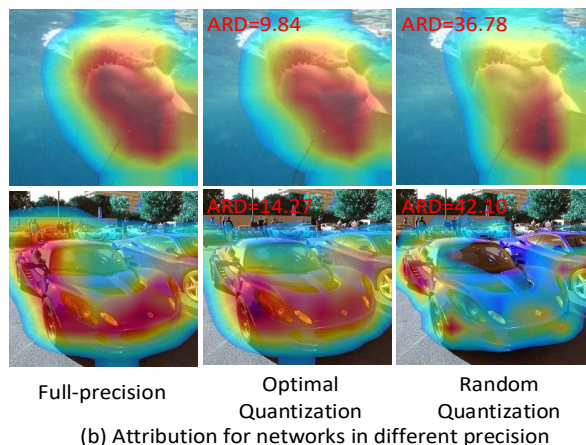 ARD=9.84
ARD=36.78
ARD=14.27
ARD=42.10
Full-precision
Optimal
Quantization
Random
Quantization
(b) Attribution for networks in different precision